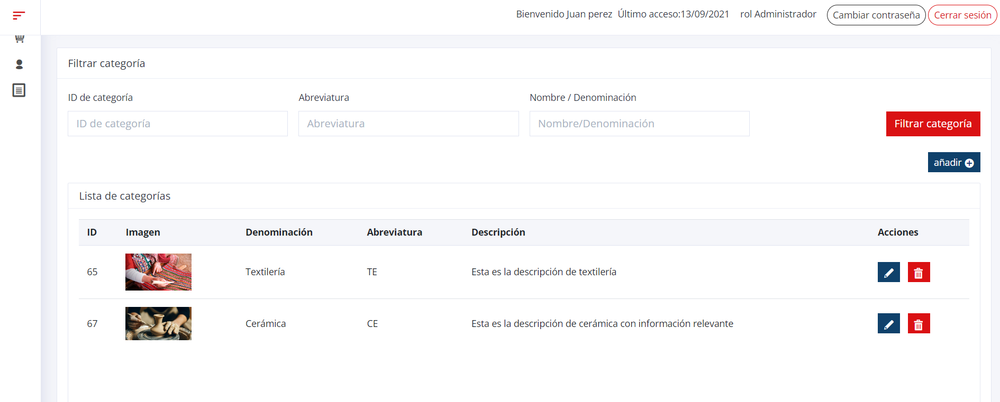 Bienvenido Juan perez Último acceso:13/09/2021 rol Administrador Cambiar contraseña Cerrar sesión
Filtrar categoría
ID de categoría Abreviatura Nombre / Denominación
ID de categoría Abreviatura Nombre/Denominación Filtrar categoría
añadir
Lista de categorías
ID Imagen Denominación Abreviatura Descripción Acciones
65 Textilería TE Esta es la descripción de textilería
67 Cerámica CE Esta es la descripción de cerámica con información relevante